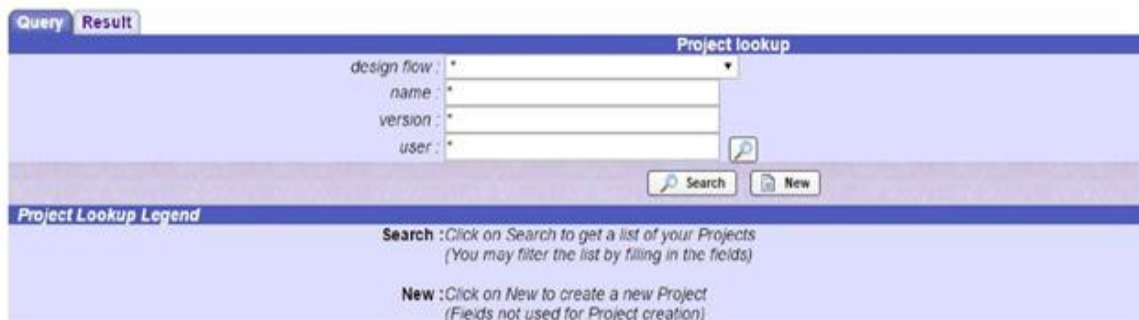 Query Result
Project lookup
design flow : *
name : *
version : *
user : *
Search New
Project Lookup Legend
Search : Click on Search to get a list of your Projects
(You may filter the list by filling in the fields)
New : Click on New to create a new Project
(Fields not used for Project creation)